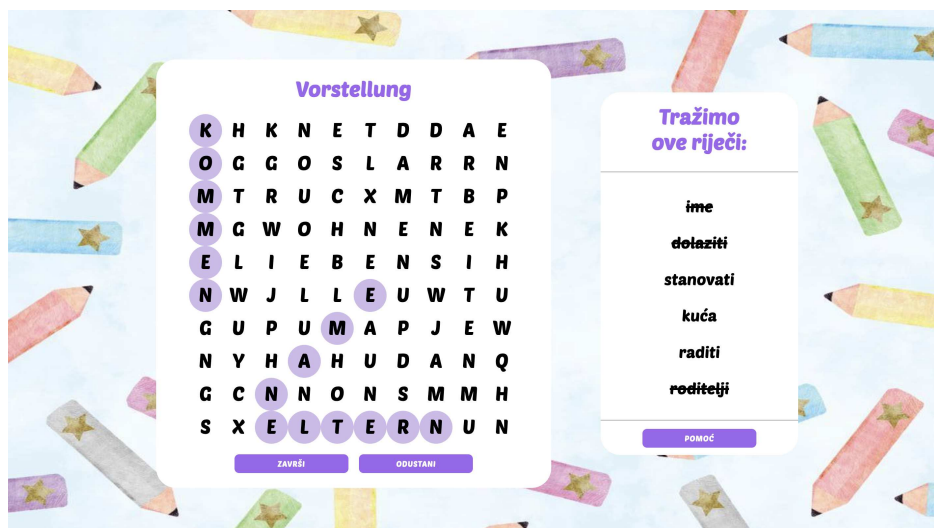 Vorstellung
K H K N E T D D A E
O G G O S L A R R N
M T R U C X M T B P
M G W O H N E N E K
E L I E B E N S I H
N W J L L E U W T U
G U P U M A P J E W
N Y H A H U D A N Q
G C N N O N S M M H
S X E L T E R N U N
ZAVRŠI ODUSTANI
Tražimo
ove riječi:
ime
dolaziti
stanovati
kuća
raditi
roditelji
POMOĆ